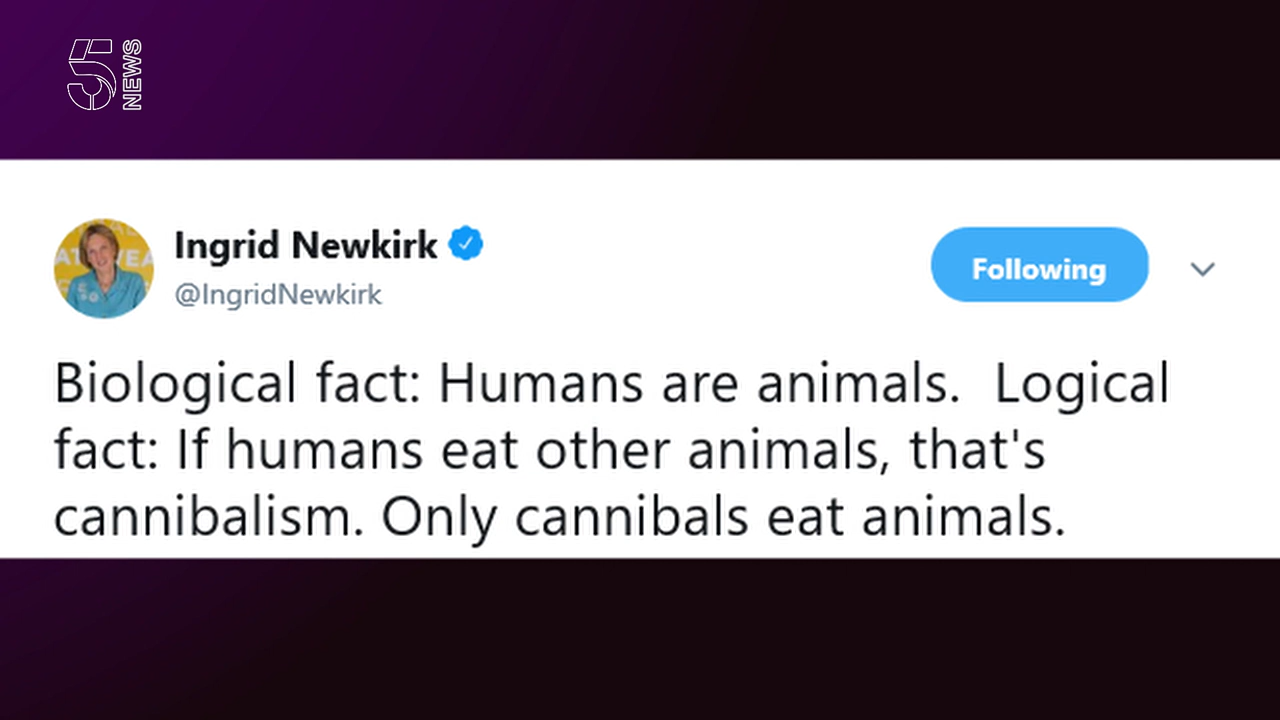 5 NEWS
Ingrid Newkirk
@IngridNewkirk
Following
Biological fact: Humans are animals.  Logical
fact: If humans eat other animals, that's
cannibalism. Only cannibals eat animals.